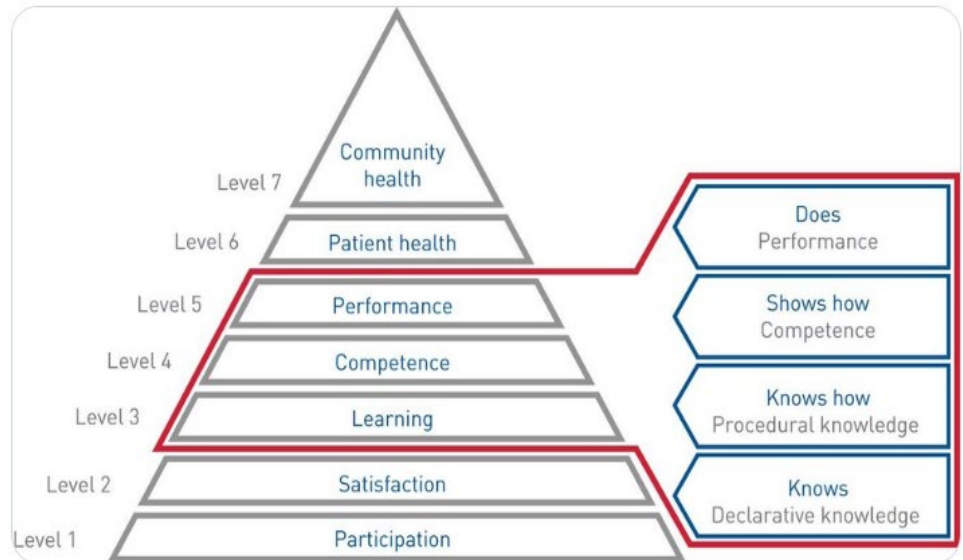 Level 7
Community
health
Level 6
Patient health
Level 5
Performance
Level 4
Competence
Level 3
Learning
Level 2
Satisfaction
Level 1
Participation
Does
Performance
Shows how
Competence
Knows how
Procedural knowledge
Knows
Declarative knowledge